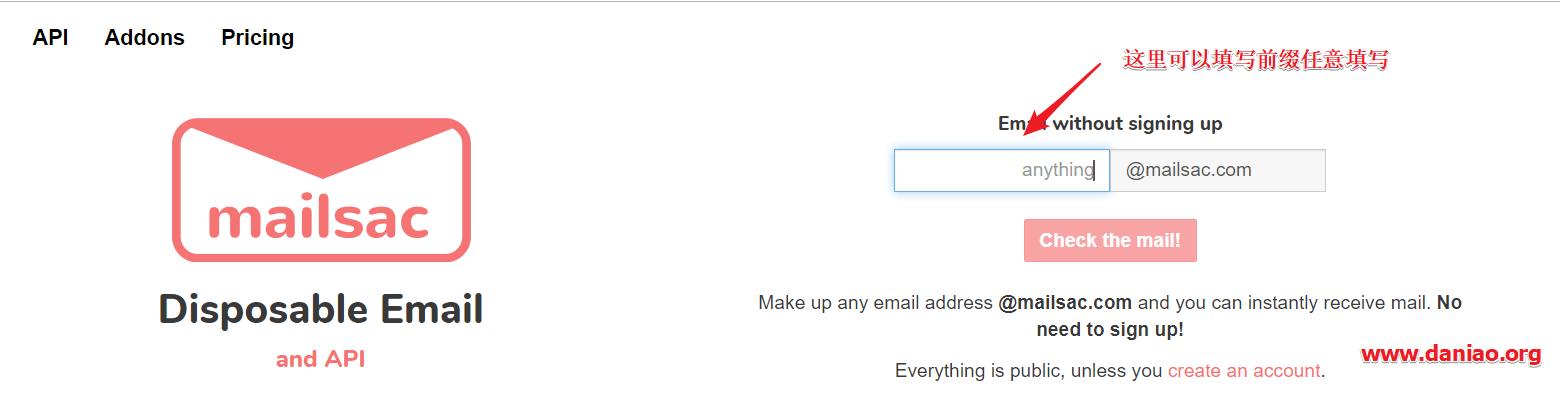 API Addons Pricing
这里可以填写前缀任意填写
mailsac
Disposable Email
and API
Email without signing up
anything @mailsac.com
Check the mail!
Make up any email address @mailsac.com and you can instantly receive mail. No
need to sign up!
www.daniao.org
Everything is public, unless you create an account.